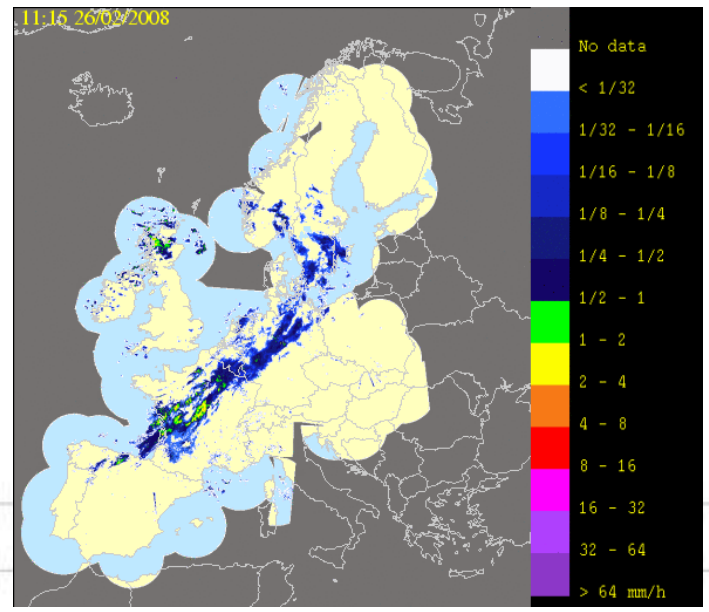 11:15 26/02/2008
No data
< 1/32
1/32 - 1/16
1/16 - 1/8
1/8 - 1/4
1/4 - 1/2
1/2 - 1
1 - 2
2 - 4
4 - 8
8 - 16
16 - 32
32 - 64
> 64 mm/h